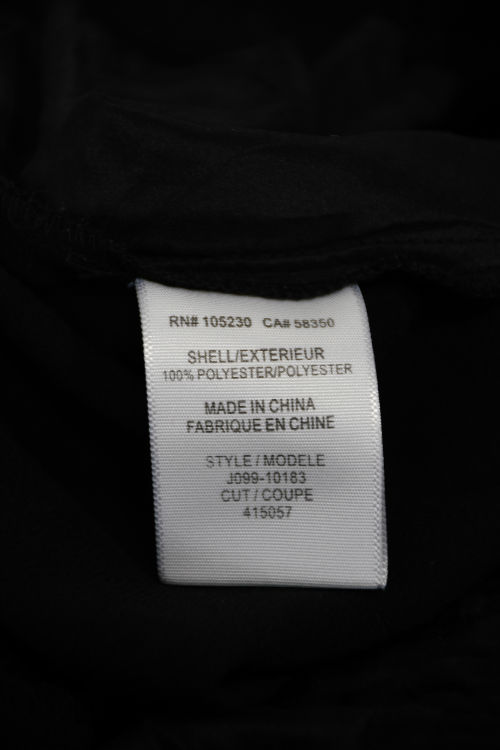 RN# 105230 CA# 58350
SHELL/EXTERIEUR
100% POLYESTER/POLYESTER
MADE IN CHINA
FABRIQUE EN CHINE
STYLE / MODELE
J099-10183
CUT / COUPE
415057